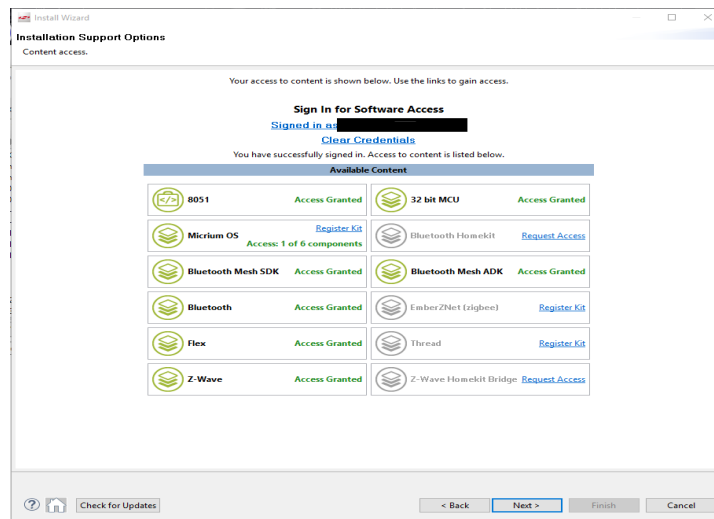 Install Wizard
Installation Support Options
Content access.
Your access to content is shown below. Use the links to gain access.
Sign In for Software Access
Signed in as
Clear Credentials
You have successfully signed in. Access to content is listed below.
Available Content
8051 Access Granted
32 bit MCU Access Granted
Micrium OS Register Kit
Access: 1 of 6 components
Bluetooth Homekit Request Access
Bluetooth Mesh SDK Access Granted
Bluetooth Mesh ADK Access Granted
Bluetooth Access Granted
EmberZNet (zigbee) Register Kit
Flex Access Granted
Thread Register Kit
Z-Wave Access Granted
Z-Wave Homekit Bridge Request Access
Check for Updates
< Back
Next >
Finish
Cancel